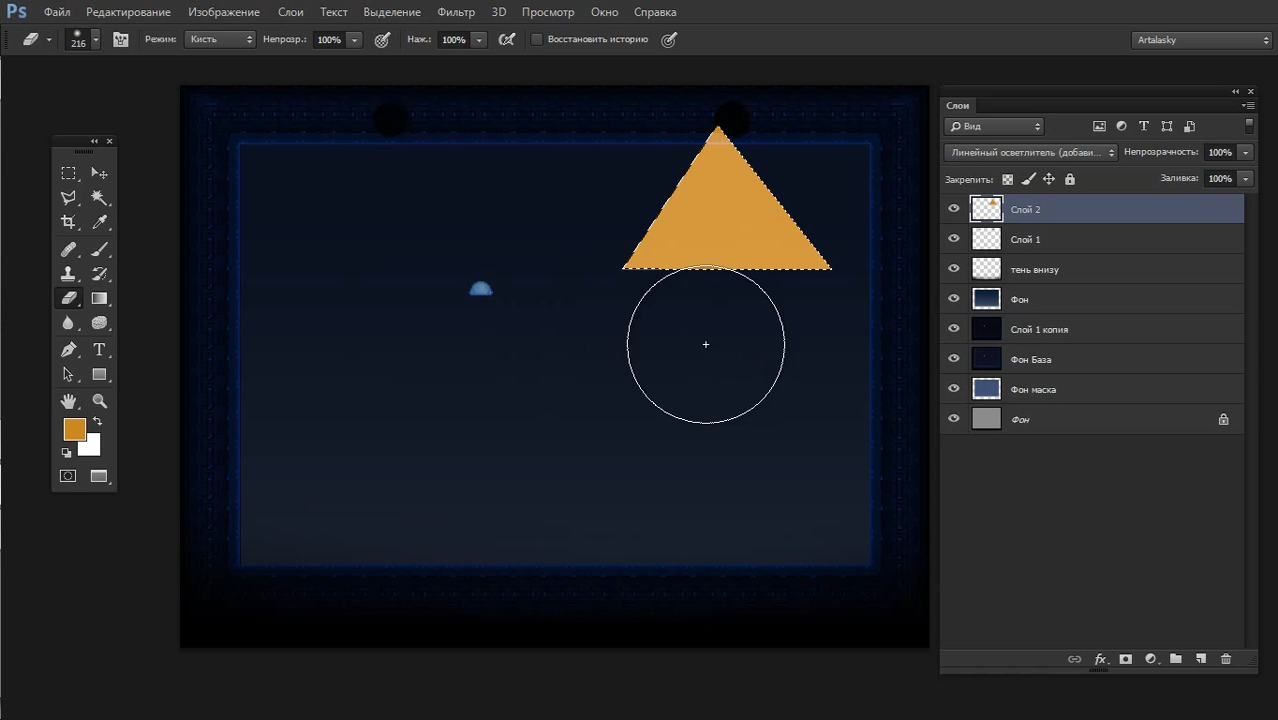 Ps Файл Редактирование Изображение Слои Текст Выделение Фильтр 3D Просмотр Окно Справка
216 Режим: Кисть Непрозр.: 100% Наж.: 100% Восстановить историю Artalasky
Слои
Вид
Линейный осветлитель (добави... Непрозрачность: 100%
Закрепить: Заливка: 100%
Слой 2
Слой 1
тень внизу
Фон
Слой 1 копия
Фон База
Фон маска
Фон
fx